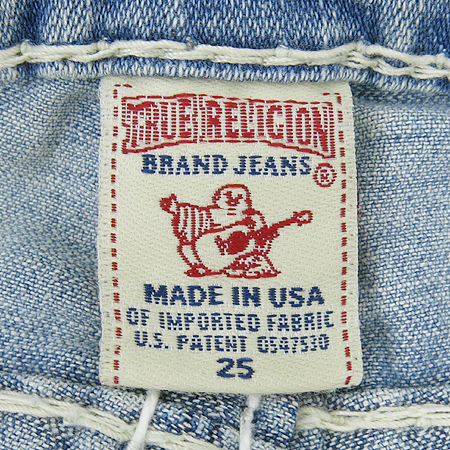 TRUE RELIGION
BRAND JEANS ®
MADE IN USA
OF IMPORTED FABRIC
U.S. PATENT 0547530
25